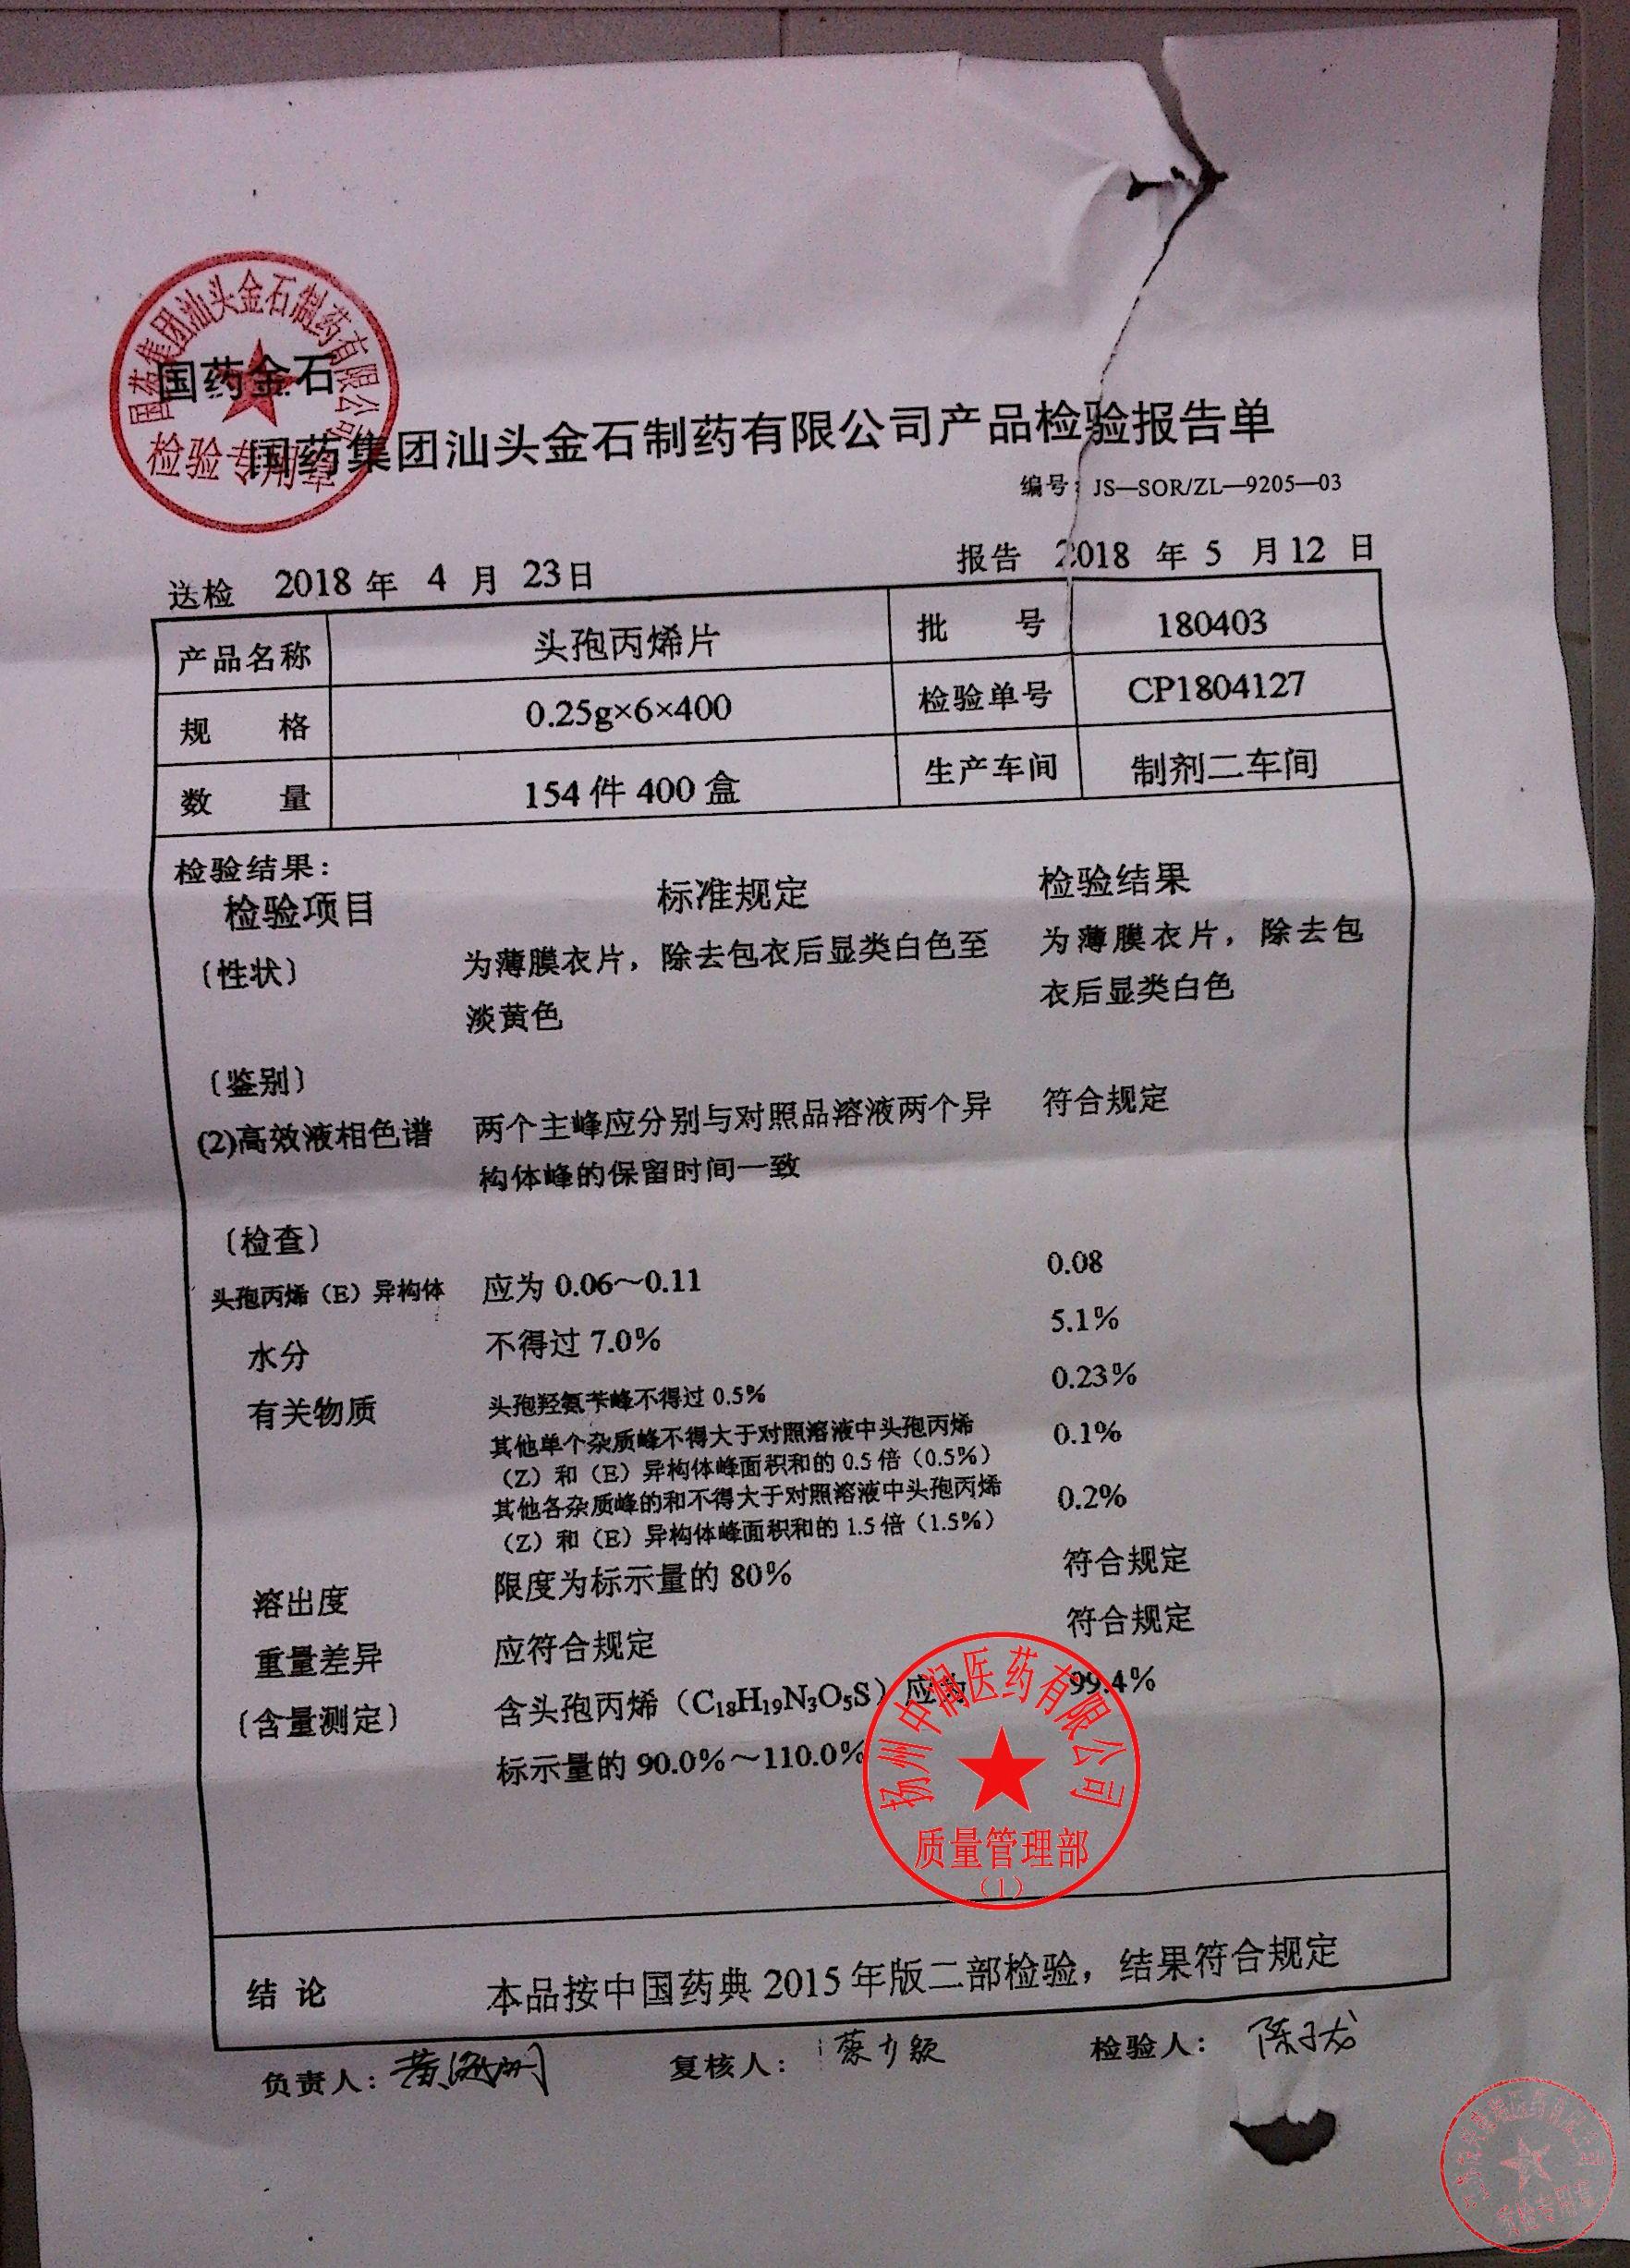 国药集团汕头金石制药有限公司
检验专用章
国药金石
国药集团汕头金石制药有限公司产品检验报告单
编号：JS—SOR/ZL—9205—03
送检 2018 年 4 月 23日
报告 2018 年 5 月 12 日
产品名称 头孢丙烯片 批 号 180403
规 格 0.25g×6×400 检验单号 CP1804127
数 量 154 件 400 盒 生产车间 制剂二车间
检验结果：
检验项目 标准规定 检验结果
〔性状〕 为薄膜衣片，除去包衣后显类白色至 为薄膜衣片，除去包
淡黄色 衣后显类白色
〔鉴别〕
(2)高效液相色谱 两个主峰应分别与对照品溶液两个异 符合规定
构体峰的保留时间一致
〔检查〕
头孢丙烯（E）异构体 应为 0.06～0.11 0.08
水分 不得过 7.0% 5.1%
有关物质 头孢羟氨苄峰不得过 0.5% 0.23%
其他单个杂质峰不得大于对照溶液中头孢丙烯 0.1%
（Z）和（E）异构体峰面积和的 0.5 倍（0.5%）
其他各杂质峰的和不得大于对照溶液中头孢丙烯 0.2%
（Z）和（E）异构体峰面积和的 1.5 倍（1.5%）
溶出度 限度为标示量的 80% 符合规定
重量差异 应符合规定 符合规定
〔含量测定〕 含头孢丙烯（C₁₈H₁₉N₃O₅S）应为 99.4%
标示量的 90.0%～110.0%
扬州中润医药有限公司
质量管理部
（1）
结 论 本品按中国药典 2015 年版二部检验，结果符合规定
负责人： 复核人： 检验人：